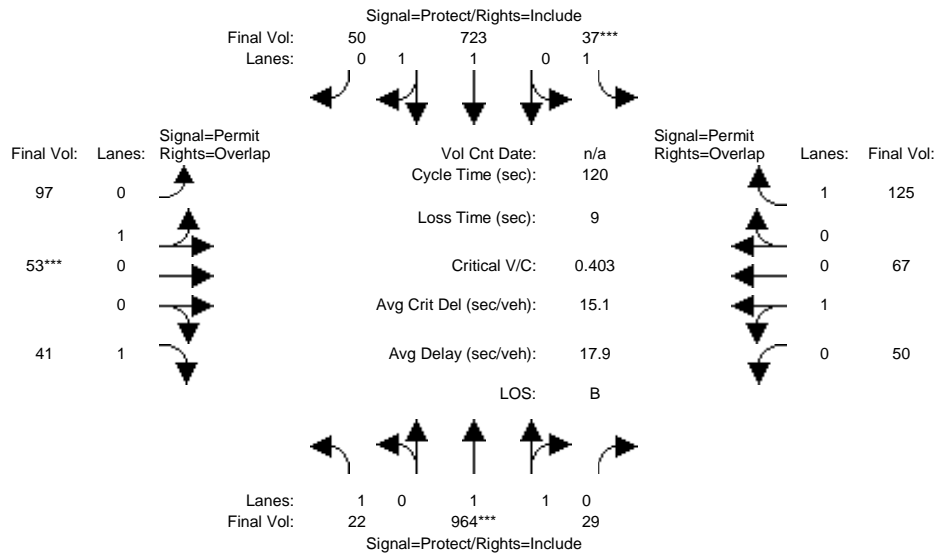 Signal=Protect/Rights=Include
Final Vol: 50 723 37***
Lanes: 0 1 1 0 1
Signal=Permit
Final Vol: Lanes: Rights=Overlap
Vol Cnt Date: n/a
Signal=Permit
Rights=Overlap Lanes: Final Vol:
Cycle Time (sec): 120
97 0
1 125
Loss Time (sec): 9
1
0
53*** 0
Critical V/C: 0.403
0 67
0
Avg Crit Del (sec/veh): 15.1
1
41 1
Avg Delay (sec/veh): 17.9
0 50
LOS: B
Lanes: 1 0 1 1 0
Final Vol: 22 964*** 29
Signal=Protect/Rights=Include